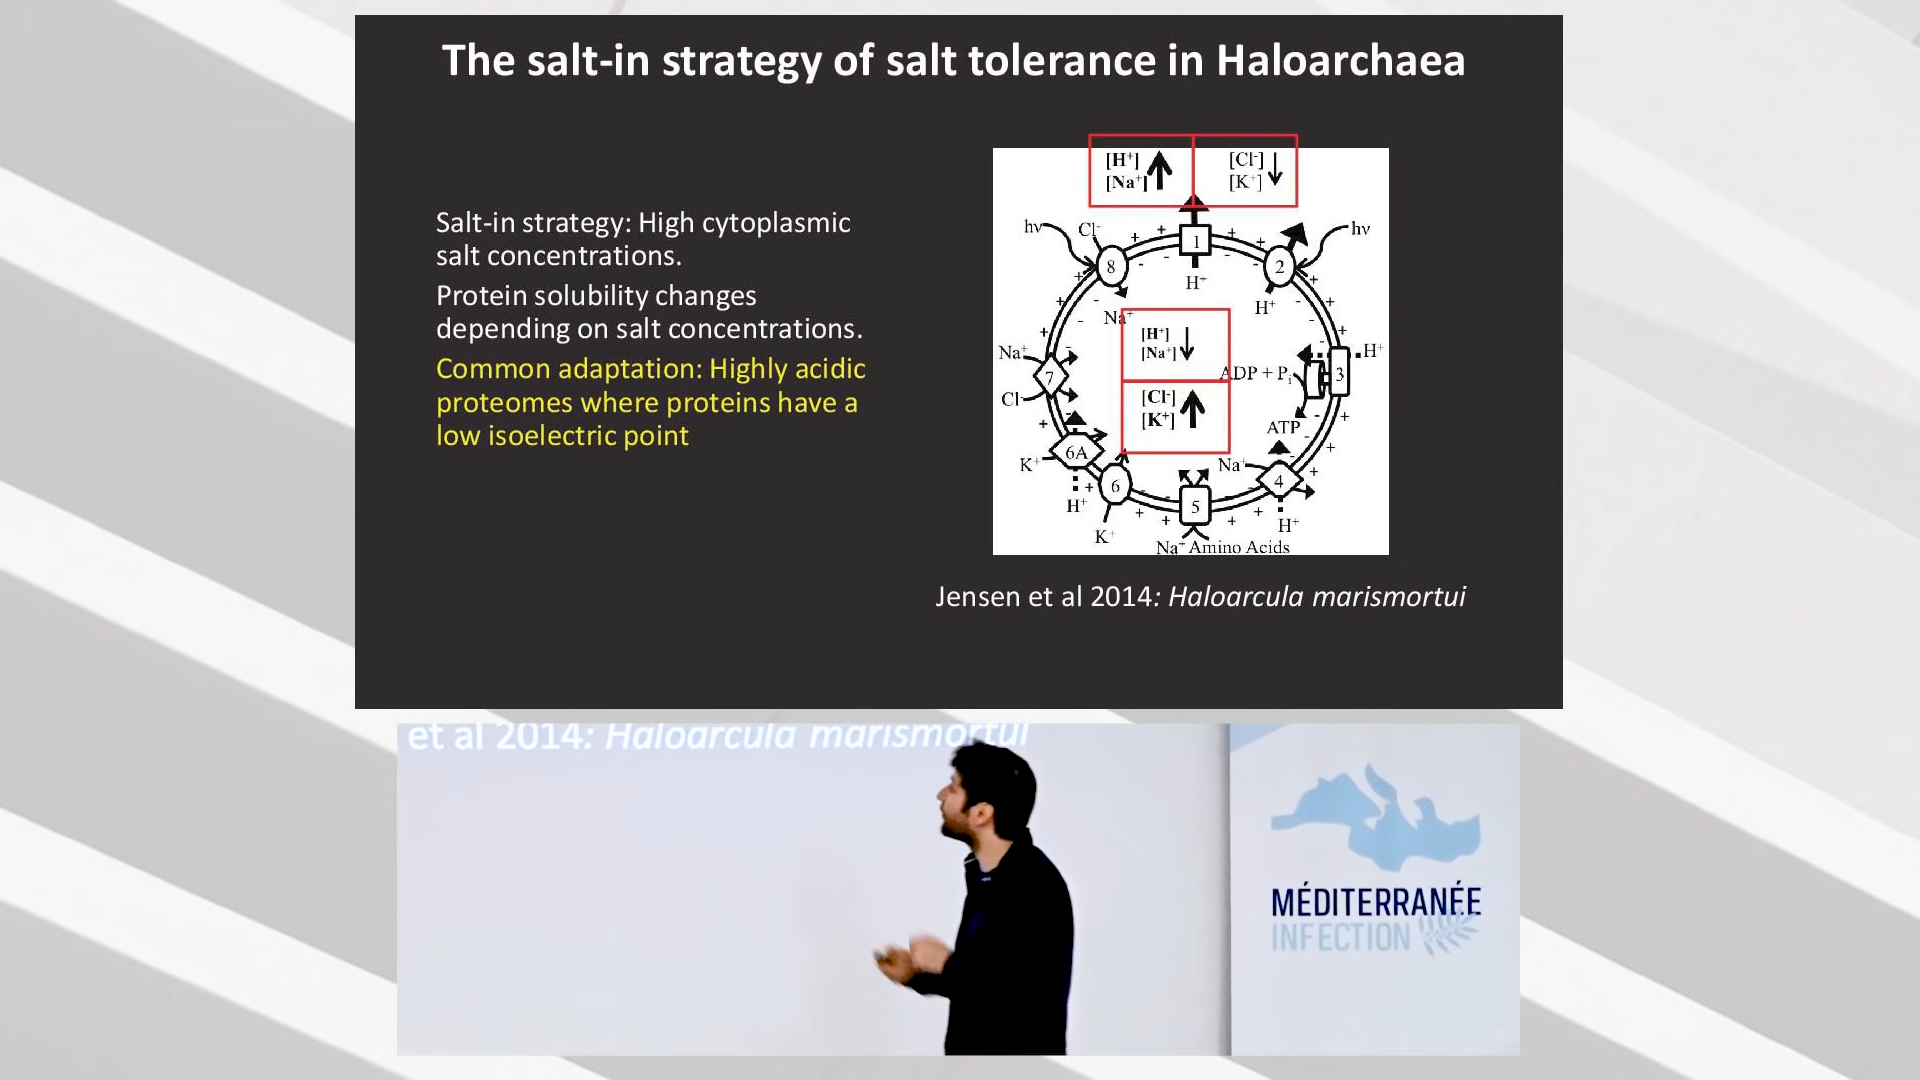 The salt-in strategy of salt tolerance in Haloarchaea
Salt-in strategy: High cytoplasmic
salt concentrations.
Protein solubility changes
depending on salt concentrations.
Common adaptation: Highly acidic
proteomes where proteins have a
low isoelectric point
[H⁺]
[Na⁺]
[Cl⁻]
[K⁺]
hν
Cl⁻
1
hν
8
2
H⁺
H⁺
Na⁺
[H⁺]
[Na⁺]
Na⁺
H⁺
7
ADP + Pᵢ
3
Cl⁻
[Cl⁻]
[K⁺]
ATP
6A
K⁺
Na⁺
4
6
5
H⁺
H⁺
K⁺
Na⁺ Amino Acids
Jensen et al 2014: Haloarcula marismortui
et al 2014: Haloarcula marismortui
MÉDITERRANÉE
INFECTION